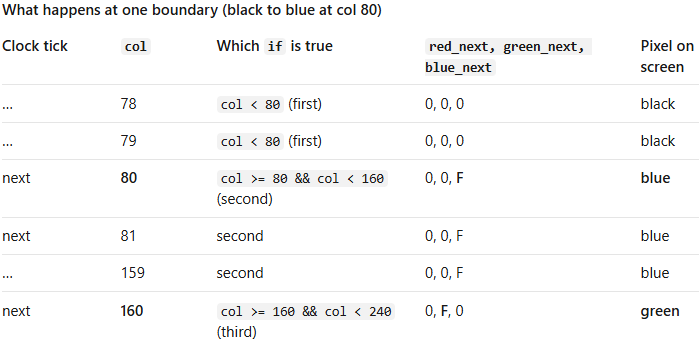 What happens at one boundary (black to blue at col 80)
Clock tick col Which if is true red_next, green_next, blue_next Pixel on screen
... 78 col < 80 (first) 0, 0, 0 black
... 79 col < 80 (first) 0, 0, 0 black
next 80 col >= 80 && col < 160 (second) 0, 0, F blue
next 81 second 0, 0, F blue
... 159 second 0, 0, F blue
next 160 col >= 160 && col < 240 (third) 0, F, 0 green